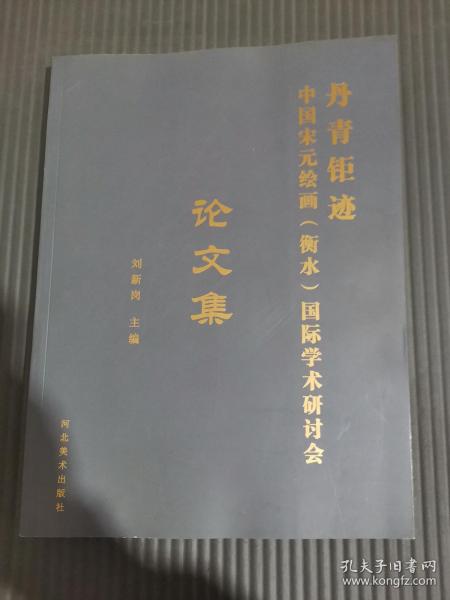 丹青钜迹
中国宋元绘画（衡水）国际学术研讨会
论文集
刘新岗 主编
河北美术出版社
孔夫子旧书网
www.kongfz.com